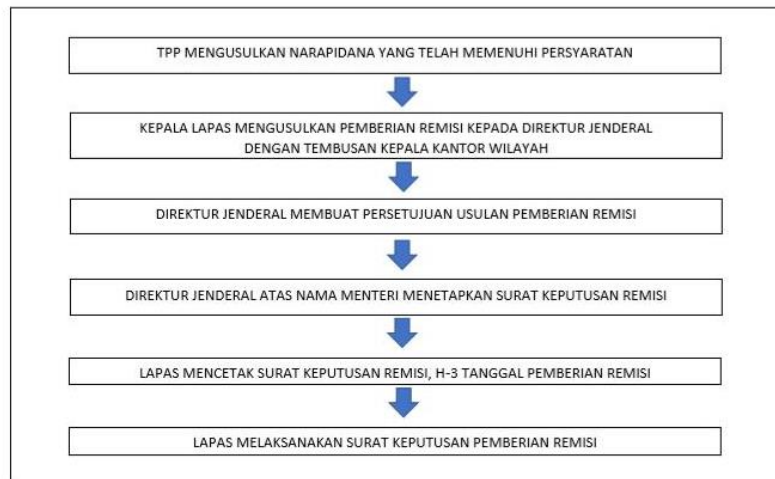 TPP MENGUSULKAN NARAPIDANA YANG TELAH MEMENUHI PERSYARATAN
KEPALA LAPAS MENGUSULKAN PEMBERIAN REMISI KEPADA DIREKTUR JENDERAL
DENGAN TEMBUSAN KEPALA KANTOR WILAYAH
DIREKTUR JENDERAL MEMBUAT PERSETUJUAN USULAN PEMBERIAN REMISI
DIREKTUR JENDERAL ATAS NAMA MENTERI MENETAPKAN SURAT KEPUTUSAN REMISI
LAPAS MENCETAK SURAT KEPUTUSAN REMISI, H-3 TANGGAL PEMBERIAN REMISI
LAPAS MELAKSANAKAN SURAT KEPUTUSAN PEMBERIAN REMISI